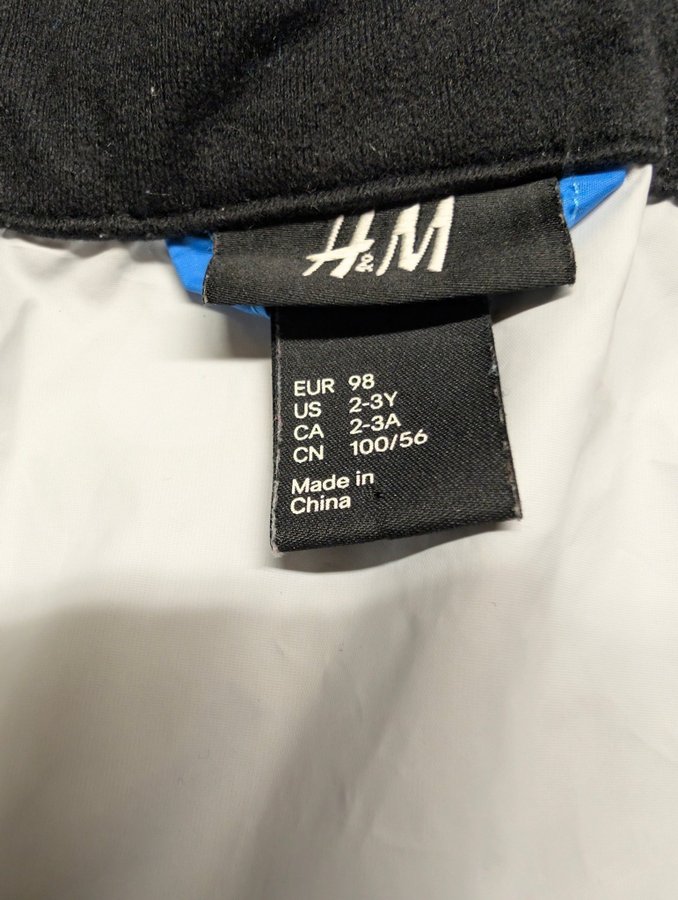 H&M
EUR 98
US 2-3Y
CA 2-3A
CN 100/56
Made in
China